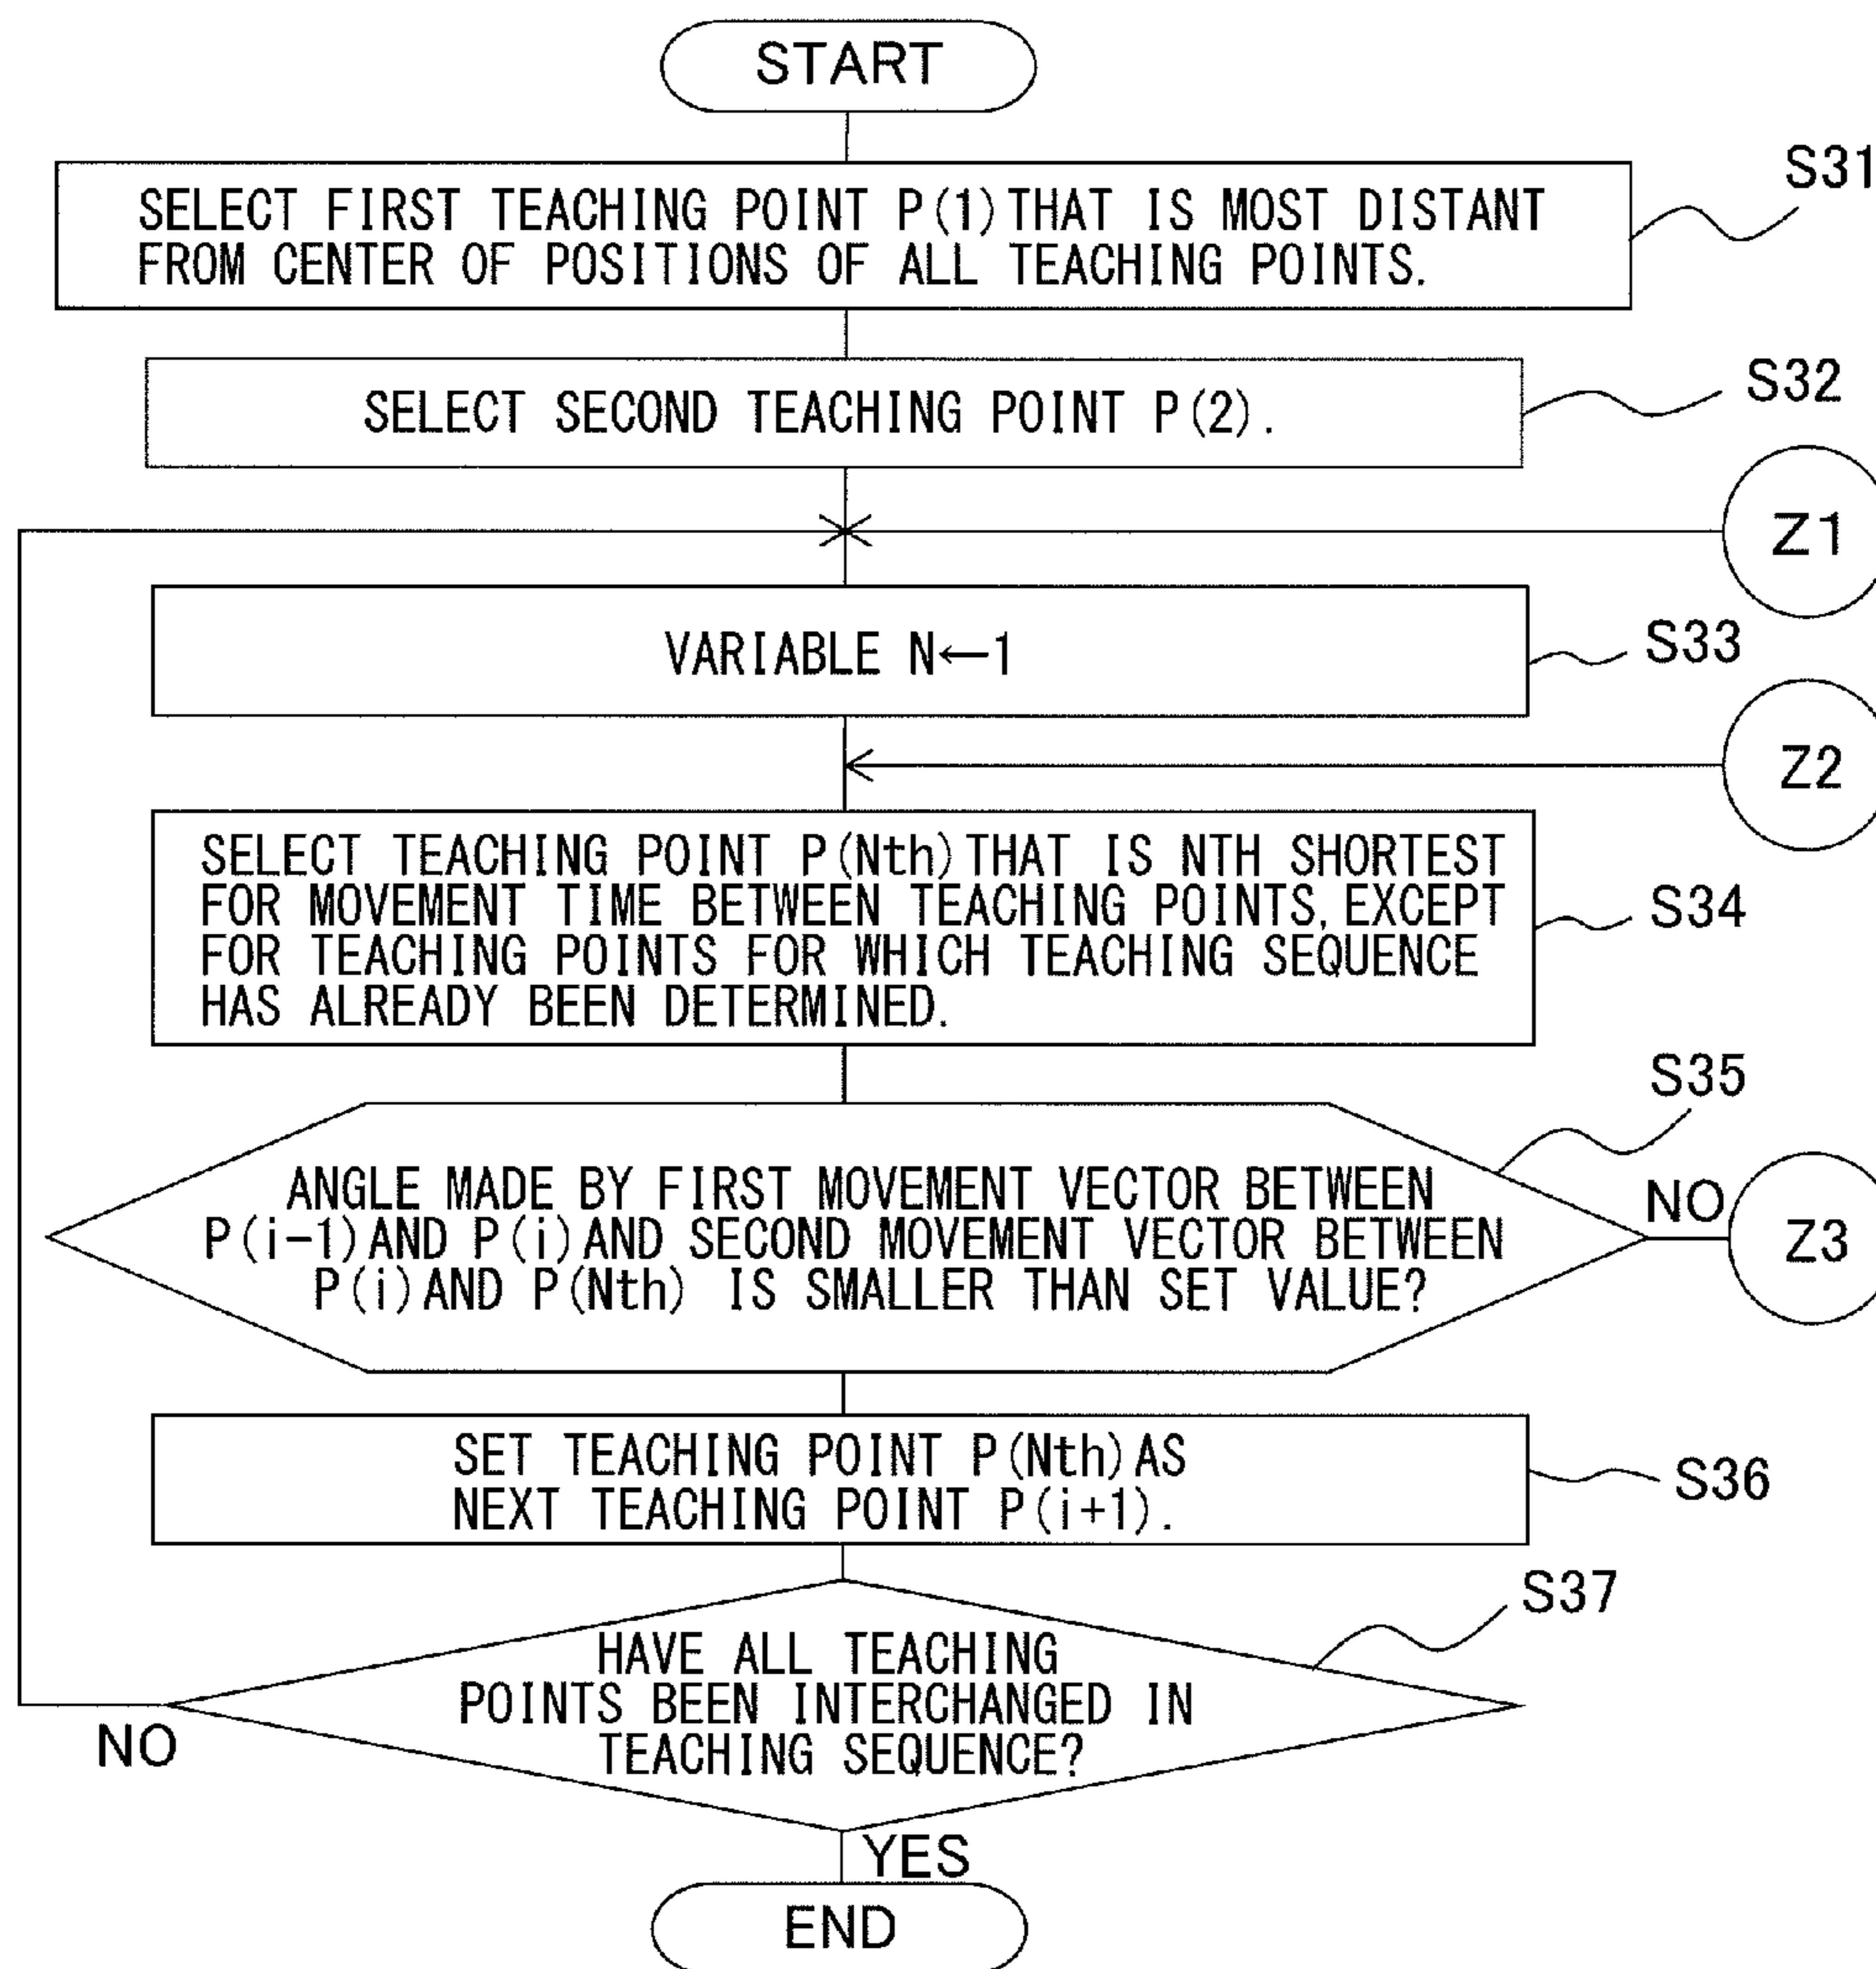 START
S31
SELECT FIRST TEACHING POINT P(1) THAT IS MOST DISTANT
FROM CENTER OF POSITIONS OF ALL TEACHING POINTS.
S32
SELECT SECOND TEACHING POINT P(2).
Z1
S33
VARIABLE N←1
Z2
SELECT TEACHING POINT P(Nth) THAT IS NTH SHORTEST
FOR MOVEMENT TIME BETWEEN TEACHING POINTS, EXCEPT
FOR TEACHING POINTS FOR WHICH TEACHING SEQUENCE
HAS ALREADY BEEN DETERMINED.
S34
S35
ANGLE MADE BY FIRST MOVEMENT VECTOR BETWEEN
P(i-1) AND P(i) AND SECOND MOVEMENT VECTOR BETWEEN
P(i) AND P(Nth) IS SMALLER THAN SET VALUE?
NO
Z3
SET TEACHING POINT P(Nth) AS
NEXT TEACHING POINT P(i+1).
S36
S37
HAVE ALL TEACHING
POINTS BEEN INTERCHANGED IN
TEACHING SEQUENCE?
NO
YES
END